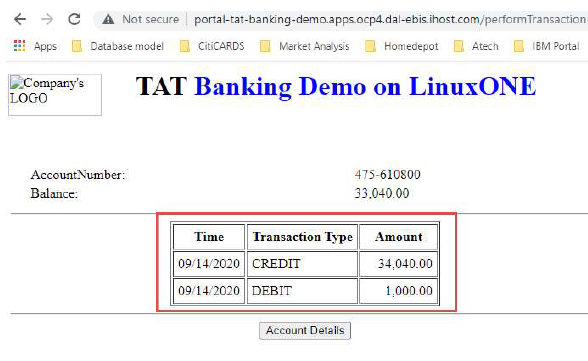 Not secure | portal-tat-banking-demo.apps.ocp4.dal-ebis.ihost.com/performTransaction
Apps Database model CitiCARDS Market Analysis Homedepot Atech IBM Portal
Company's LOGO
TAT Banking Demo on LinuxONE
AccountNumber: 475-610800
Balance: 33,040.00
Time Transaction Type Amount
09/14/2020 CREDIT 34,040.00
09/14/2020 DEBIT 1,000.00
Account Details